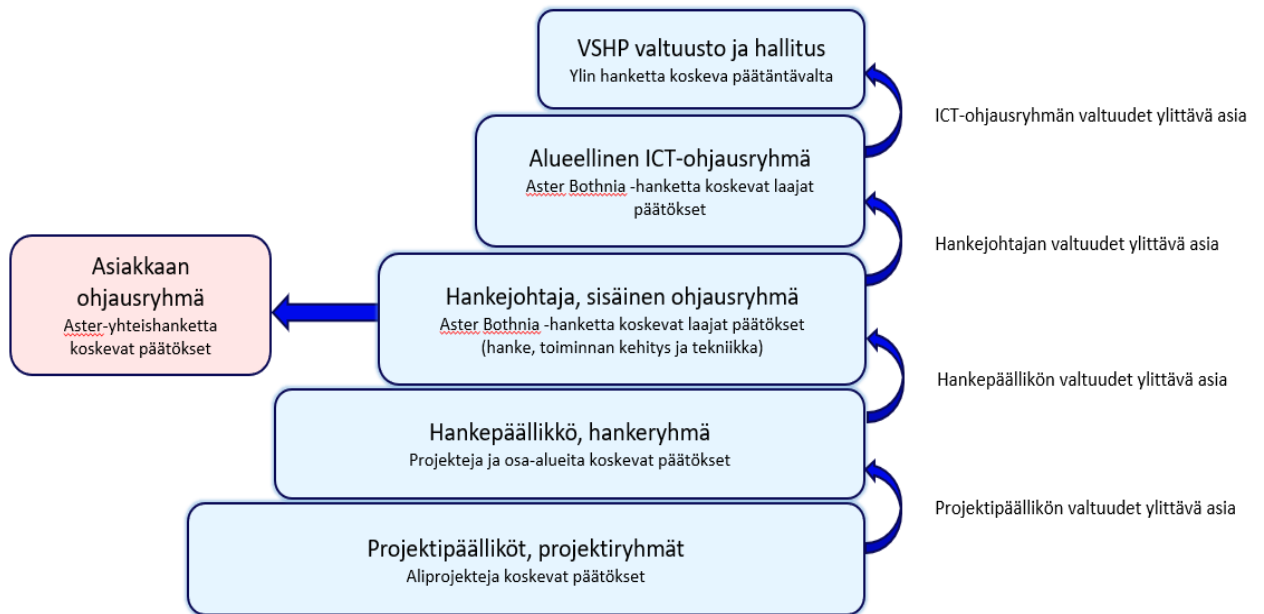 VSHP valtuusto ja hallitus
Ylin hanketta koskeva päätäntävalta
ICT-ohjausryhmän valtuudet ylittävä asia
Alueellinen ICT-ohjausryhmä
Aster Bothnia -hanketta koskevat laajat
päätökset
Hankejohtajan valtuudet ylittävä asia
Asiakkaan
ohjausryhmä
Aster-yhteishanketta
koskevat päätökset
Hankejohtaja, sisäinen ohjausryhmä
Aster Bothnia -hanketta koskevat laajat päätökset
(hanke, toiminnan kehitys ja tekniikka)
Hankepäällikön valtuudet ylittävä asia
Hankepäällikkö, hankeryhmä
Projekteja ja osa-alueita koskevat päätökset
Projektipäällikön valtuudet ylittävä asia
Projektipäälliköt, projektiryhmät
Aliprojekteja koskevat päätökset